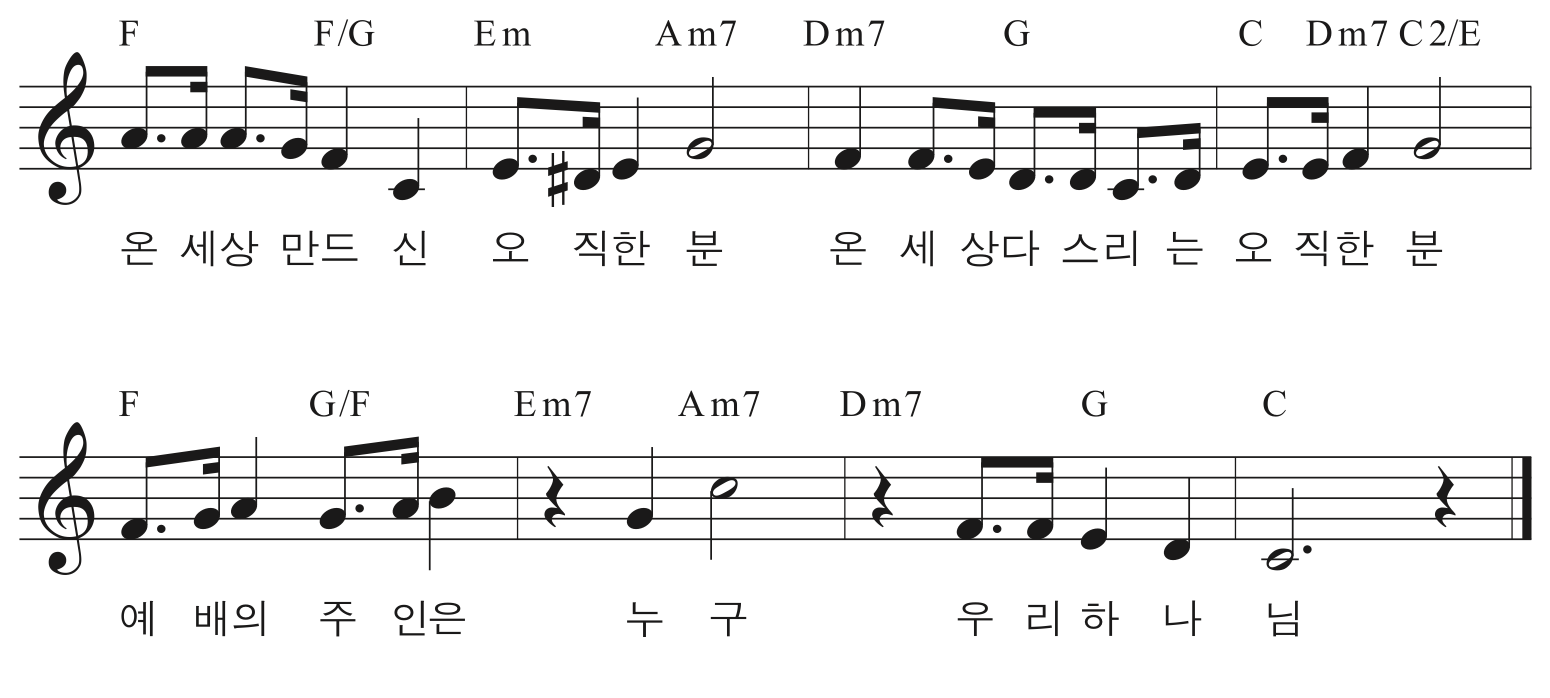 F F/G Em Am7 Dm7 G C Dm7 C2/E
온 세상 만드 신 오 직한 분 온 세 상다 스리 는 오 직한 분
F G/F Em7 Am7 Dm7 G C
예 배의 주 인은 누 구 우 리 하 나 님